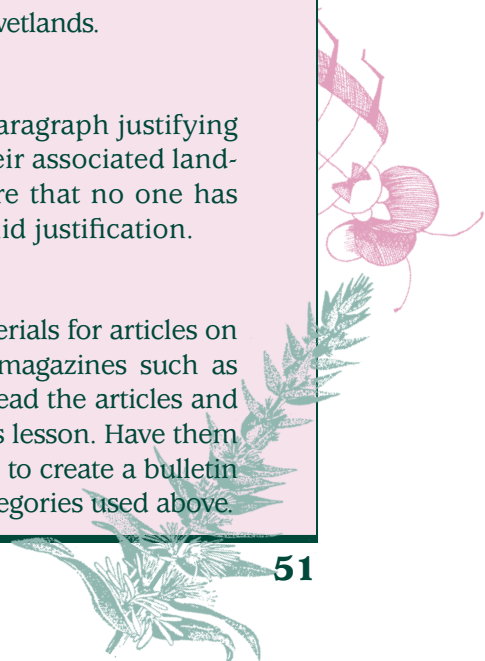 wetlands.
aragraph justifying
eir associated land-
re that no one has
id justification.
erials for articles on
magazines such as
ead the articles and
s lesson. Have them
to create a bulletin
egories used above.
51